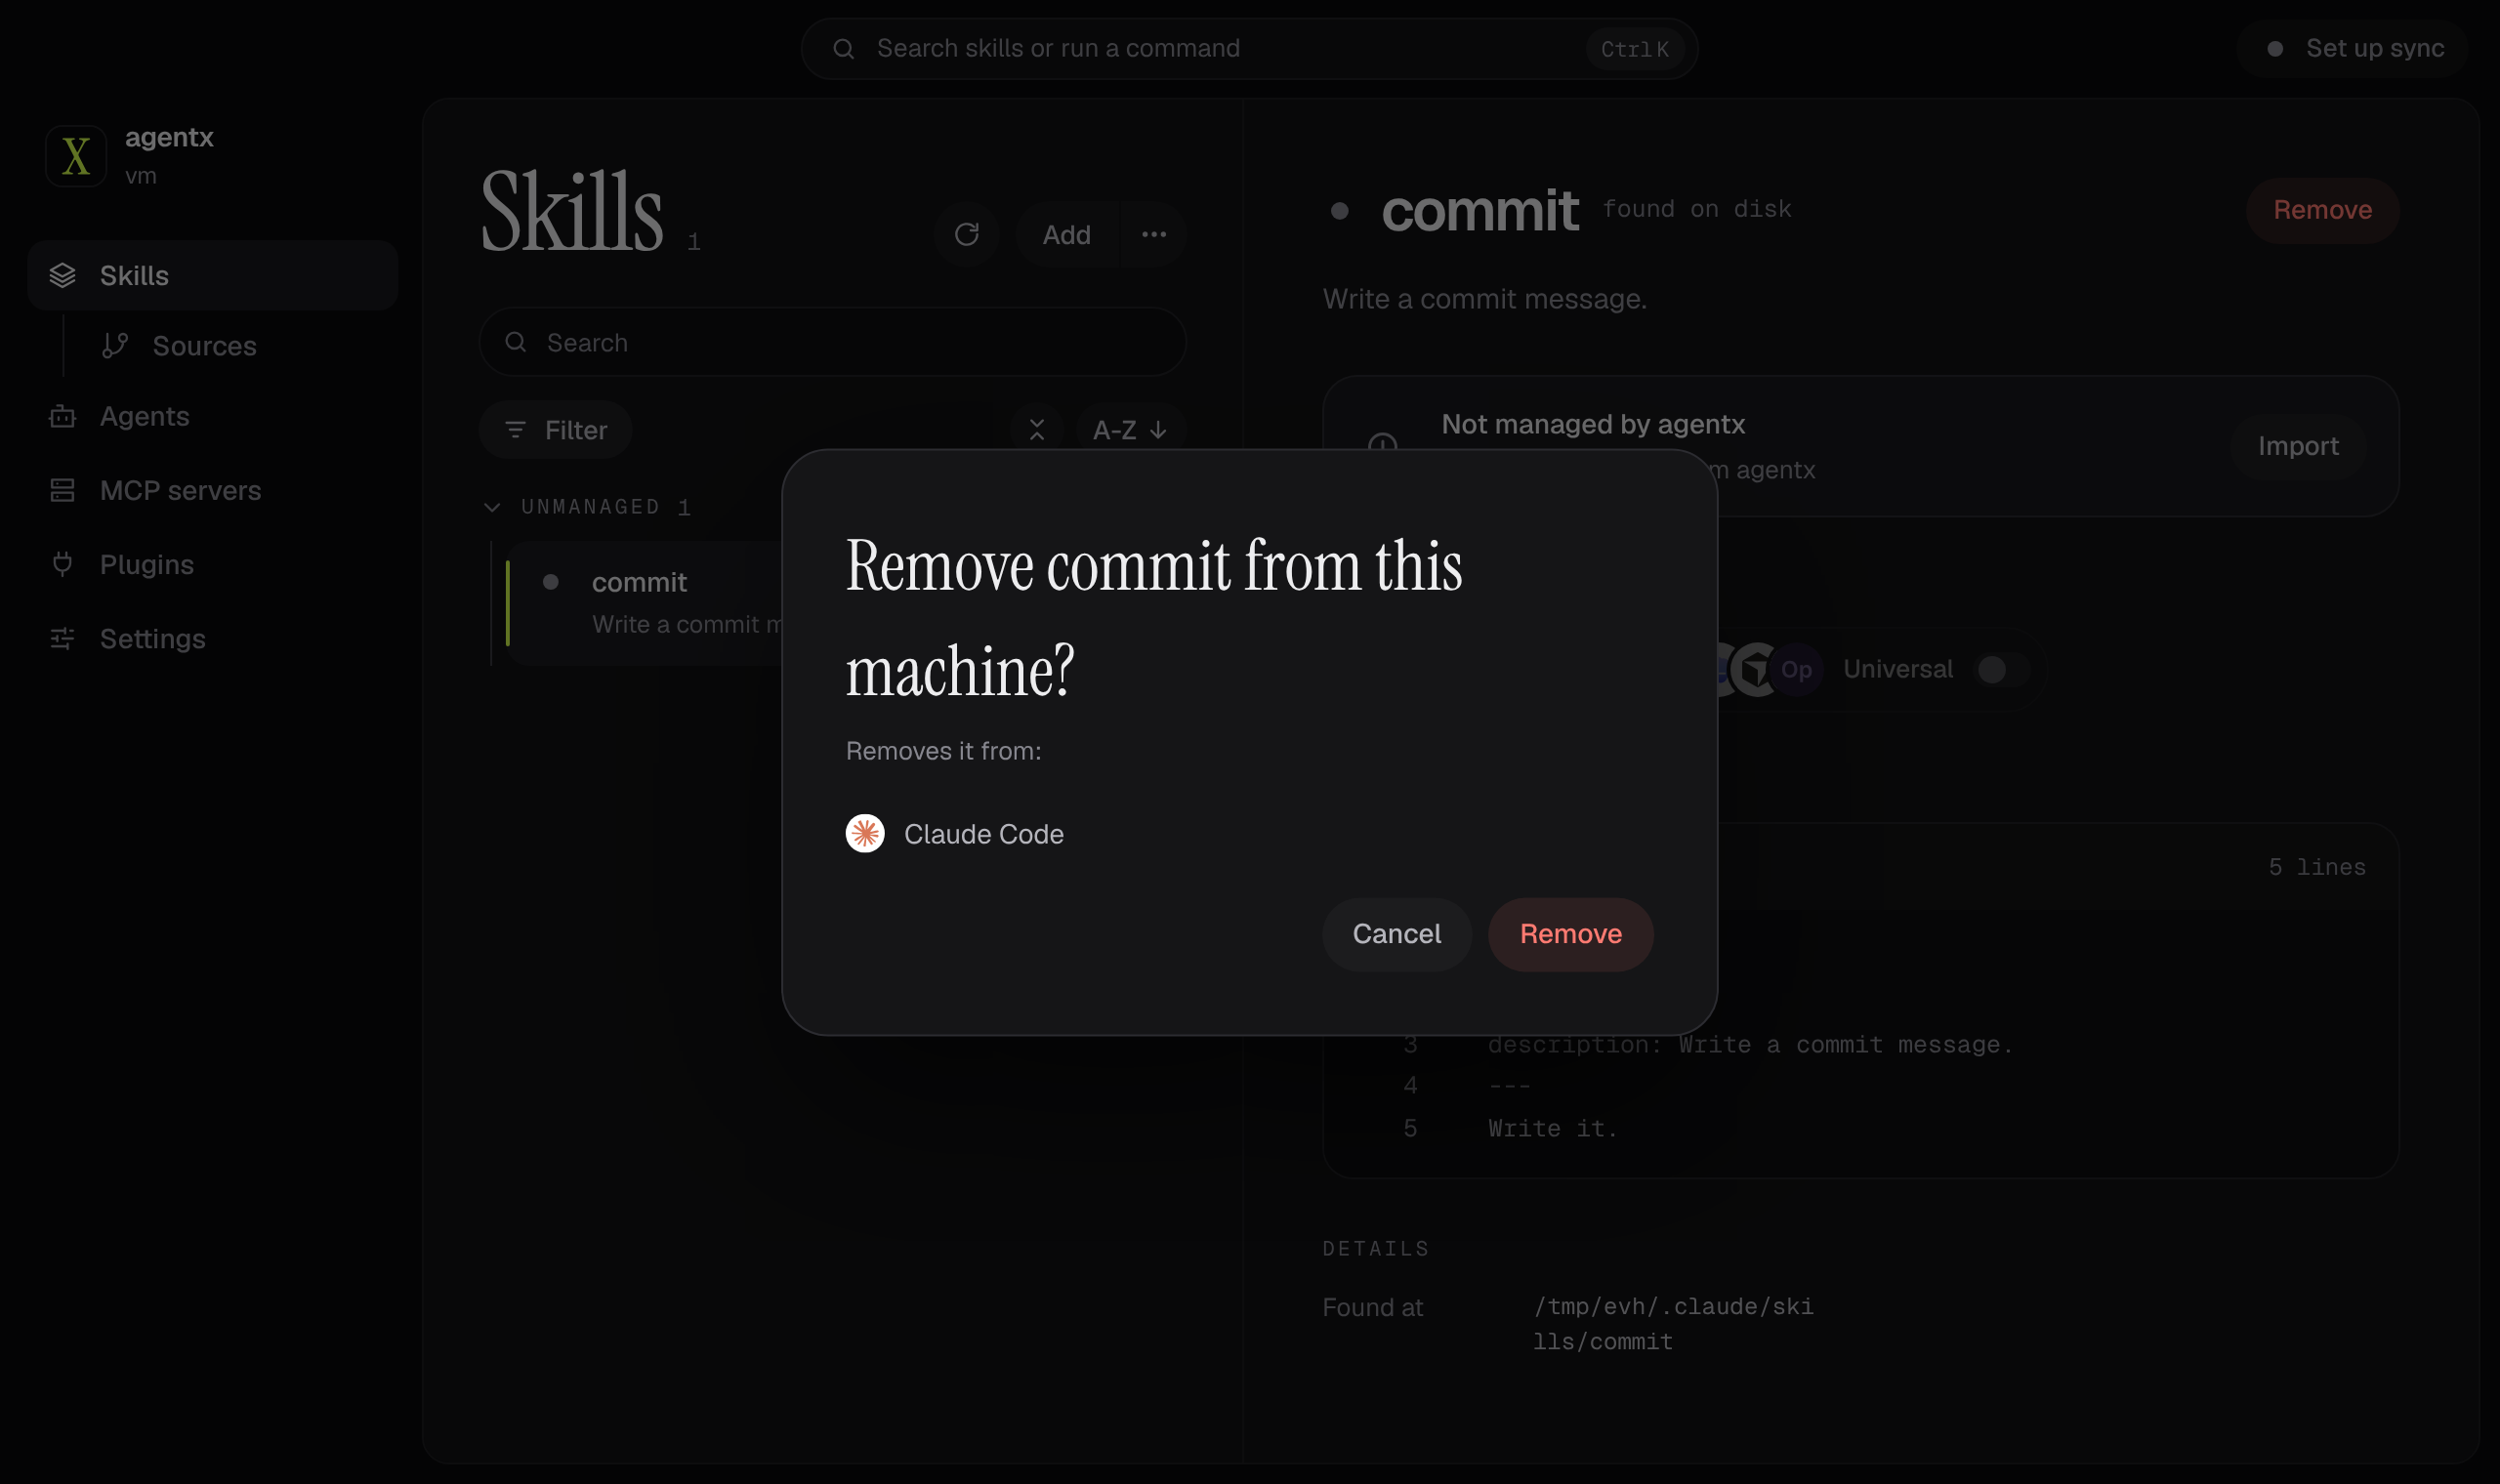 Search skills or run a command
Ctrl K
Set up sync
X
agentx
vm
Skills
Sources
Agents
MCP servers
Plugins
Settings
Skills 1
Add
Search
Filter
A-Z
UNMANAGED 1
commit
Write a commit m
commit found on disk
Remove
Write a commit message.
Not managed by agentx
m agentx
Import
Op
Universal
Remove commit from this
machine?
Removes it from:
Claude Code
Cancel
Remove
5 lines
3 description: Write a commit message.
4 ---
5 Write it.
DETAILS
Found at
/tmp/evh/.claude/ski
lls/commit